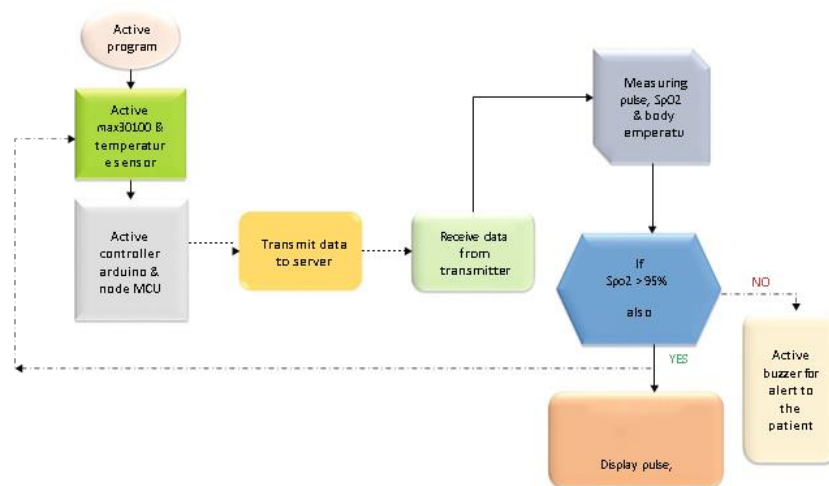 Active
program
Active
max30100 &
temperatur
e sensor
Active
controller
arduino &
node MCU
Transmit data
to server
Receive data
from
transmitter
Measuring
pulse, SpO2
& body
emperatu
If
Spo2 > 95%
also
NO
YES
Active
buzzer for
alert to
the
patient
Display pulse,